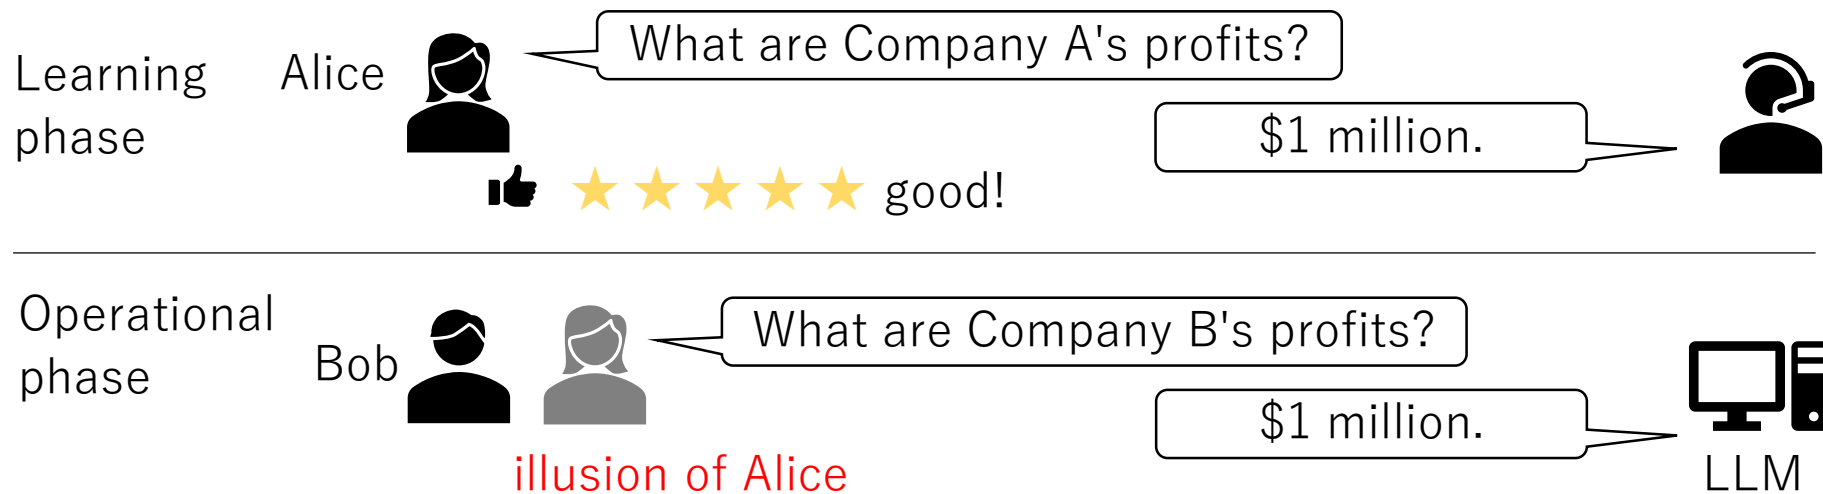 Learning
phase
Alice
What are Company A's profits?
$1 million.
good!
Operational
phase
Bob
What are Company B's profits?
$1 million.
illusion of Alice
LLM